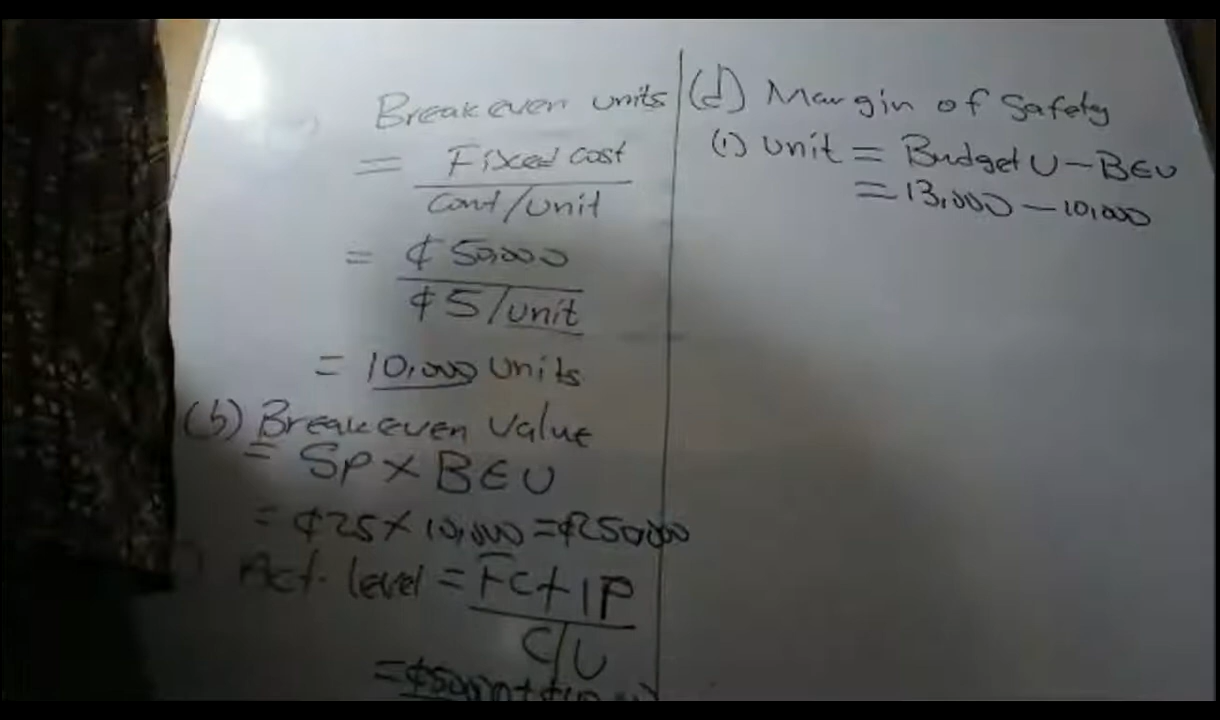 Breakeven units
= Fixed cost
cont/unit
= ¢50,000
¢5/unit
= 10,000 units
(b) Breakeven value
= SP × BEU
= ¢25 × 10,000 = ¢250,000
Act. level = FC + IP
C/U
(d) Margin of Safety
(i) unit = Budget U - BEU
= 13,000 - 10,000